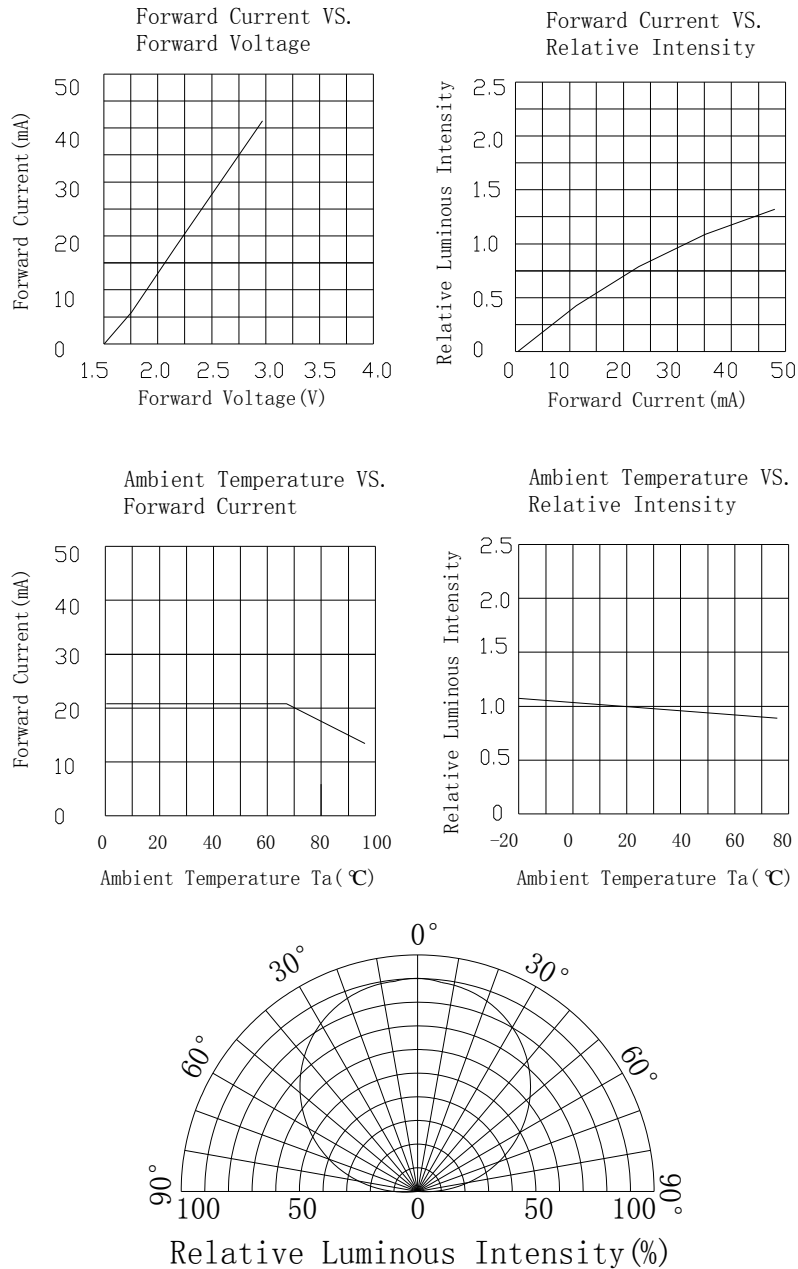 Forward Current VS.
Forward Voltage
Forward Current(mA)
50
40
30
20
10
0
1.5 2.0 2.5 3.0 3.5 4.0
Forward Voltage(V)
Forward Current VS.
Relative Intensity
Relative Luminous Intensity
2.5
2.0
1.5
1.0
0.5
0
0 10 20 30 40 50
Forward Current(mA)
Ambient Temperature VS.
Forward Current
Forward Current(mA)
50
40
30
20
10
0
0 20 40 60 80 100
Ambient Temperature Ta(℃)
Ambient Temperature VS.
Relative Intensity
Relative Luminous Intensity
2.5
2.0
1.5
1.0
0.5
0
-20 0 20 40 60 80
Ambient Temperature Ta(℃)
0°
30° 30°
60° 60°
90° 90°
100 50 0 50 100
Relative Luminous Intensity(%)